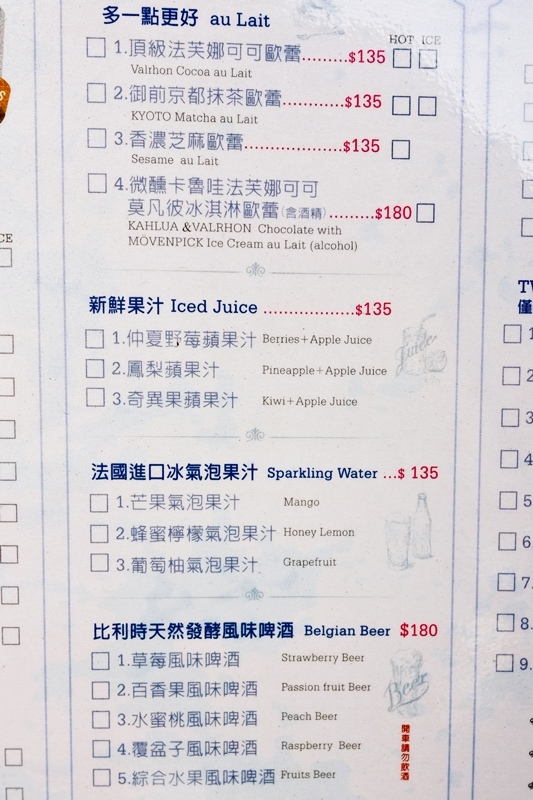 多一點更好 au Lait
HOT ICE
1.頂級法芙娜可可歐蕾.........$135
Valrhon Cocoa au Lait
2.御前京都抹茶歐蕾............$135
KYOTO Matcha au Lait
3.香濃芝麻歐蕾...................$135
Sesame au Lait
4.微醺卡魯哇法芙娜可可
莫凡彼冰淇淋歐蕾(含酒精).........$180
KAHLUA &VALRHON Chocolate with
MÖVENPICK Ice Cream au Lait (alcohol)
新鮮果汁 Iced Juice ..................$135
1.仲夏野莓蘋果汁 Berries+Apple Juice
2.鳳梨蘋果汁 Pineapple+Apple Juice
3.奇異果蘋果汁 Kiwi+Apple Juice
Juice
法國進口冰氣泡果汁 Sparkling Water ...$ 135
1.芒果氣泡果汁 Mango
2.蜂蜜檸檬氣泡果汁 Honey Lemon
3.葡萄柚氣泡果汁 Grapefruit
比利時天然發酵風味啤酒 Belgian Beer $180
1.草莓風味啤酒 Strawberry Beer
2.百香果風味啤酒 Passion fruit Beer
3.水蜜桃風味啤酒 Peach Beer
4.覆盆子風味啤酒 Raspberry Beer
5.綜合水果風味啤酒 Fruits Beer
Beer
開車請勿飲酒
CE
TW
僅
1
2
3
4
5
6
7.
8.
9.